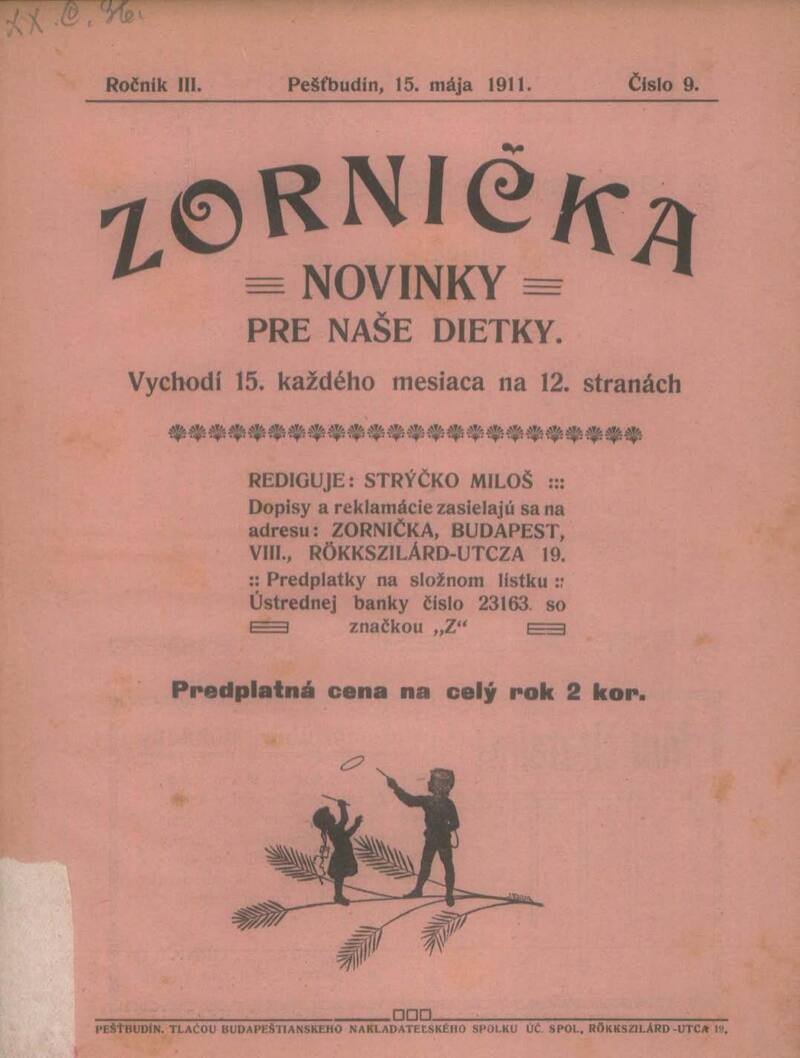 XX. C. 36.
Ročník III. Pešťbudín, 15. mája 1911. Číslo 9.
ZORNIČKA
NOVINKY
PRE NAŠE DIETKY.
Vychodí 15. každého mesiaca na 12. stranách
REDIGUJE: STRÝČKO MILOŠ :::
Dopisy a reklamácie zasielajú sa na
adresu: ZORNIČKA, BUDAPEST,
VIII., RÖKKSZILÁRD-UTCZA 19.
:: Predplatky na složnom lístku ::
Ústrednej banky číslo 23163. so
značkou „Z“
Predplatná cena na celý rok 2 kor.
PEŠŤBUDÍN. TLAČOU BUDAPEŠTIANSKEHO NAKLADATEĽSKÉHO SPOLKU ÚČ. SPOL., RÖKKSZILÁRD-UTCA 19.